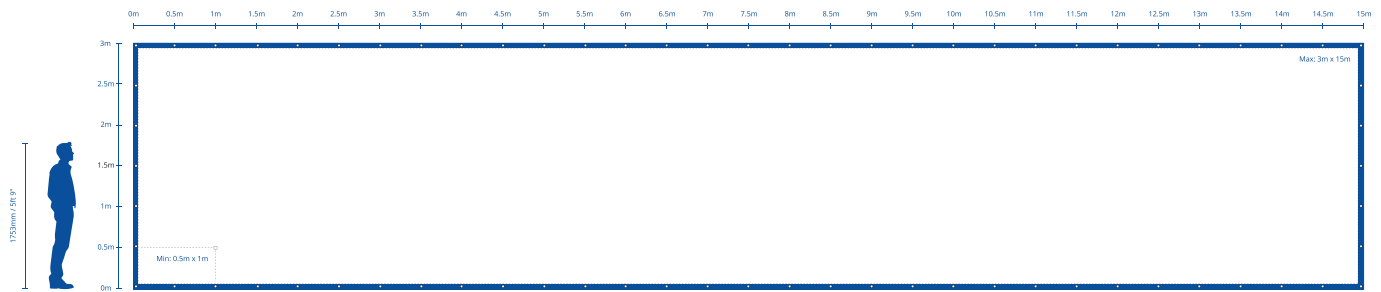 0m 0.5m 1m 1.5m 2m 2.5m 3m 3.5m 4m 4.5m 5m 5.5m 6m 6.5m 7m 7.5m 8m 8.5m 9m 9.5m 10m 10.5m 11m 11.5m 12m 12.5m 13m 13.5m 14m 14.5m 15m
3m
Max: 3m x 15m
2.5m
2m
1.5m
1m
0.5m
Min: 0.5m x 1m
0m
1753mm / 5ft 9"